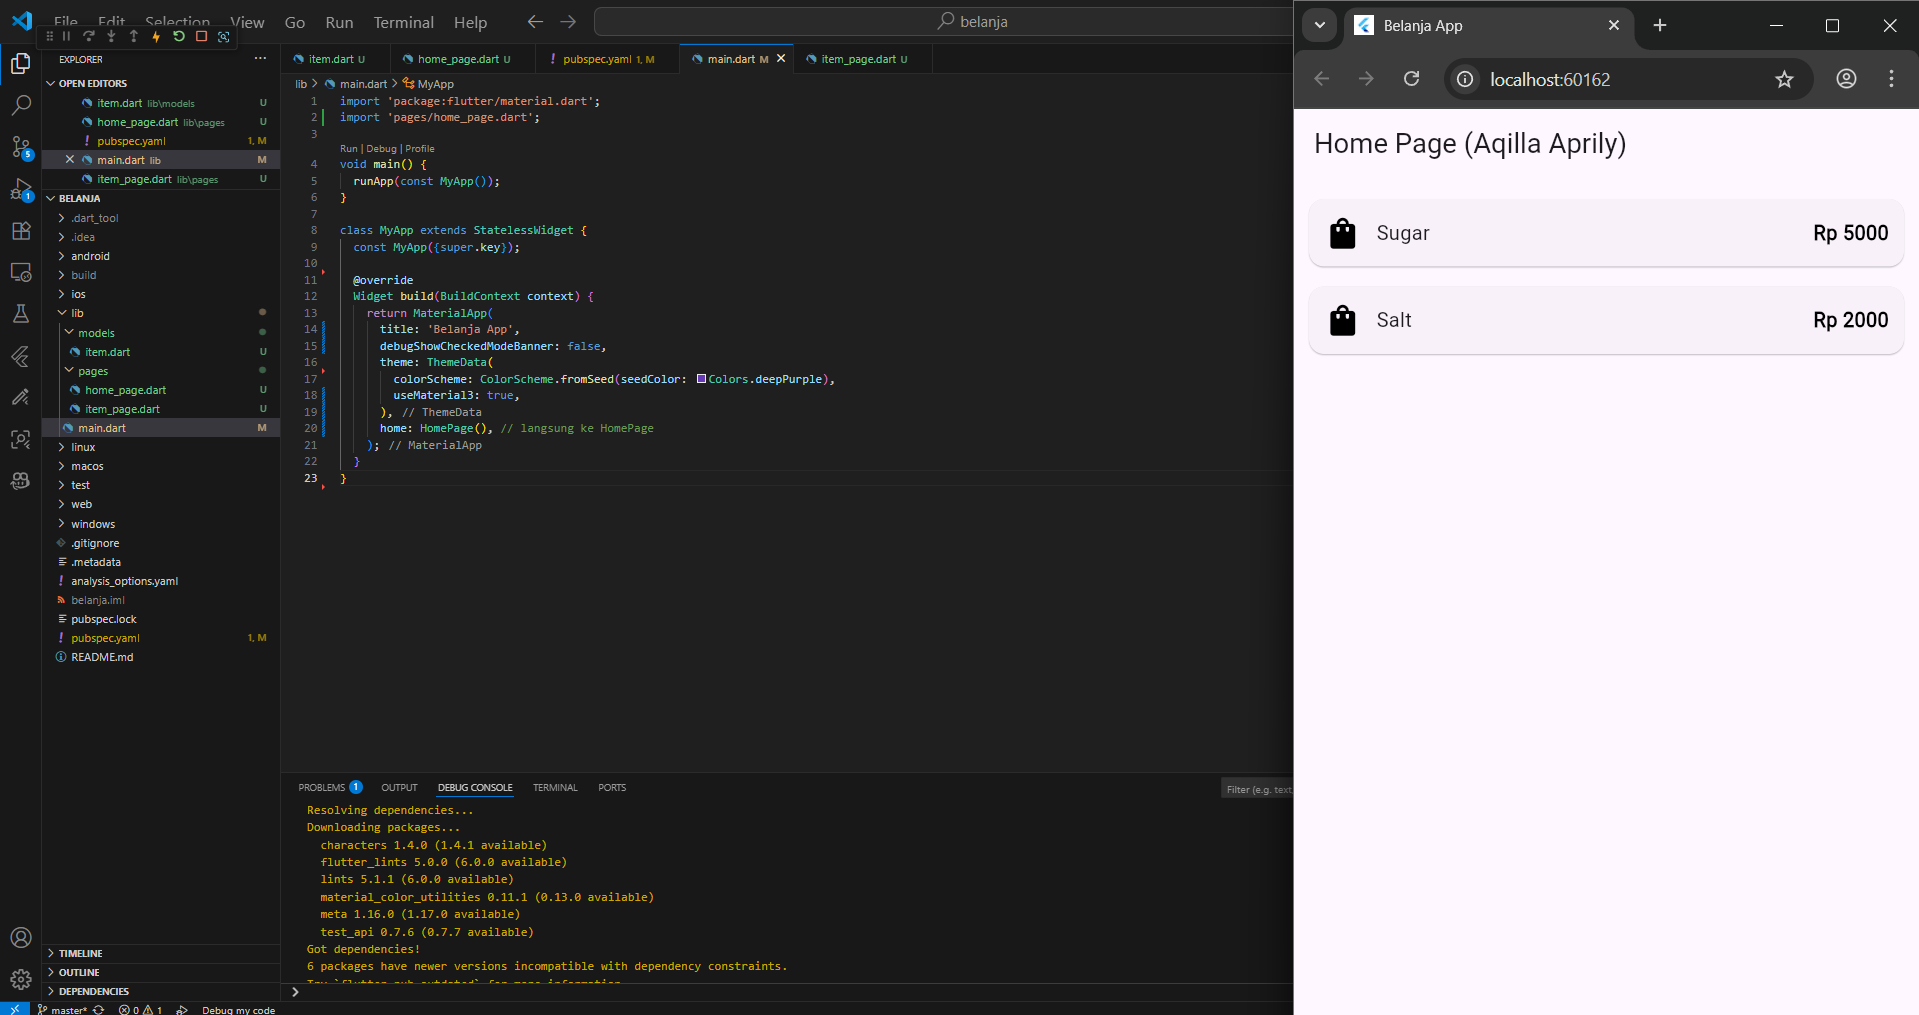 File Edit Selection View Go Run Terminal Help
belanja
EXPLORER
OPEN EDITORS
item.dart lib\models U
home_page.dart lib\pages U
! pubspec.yaml 1, M
main.dart lib M
item_page.dart lib\pages U
BELANJA
.dart_tool
.idea
android
build
ios
lib
models
item.dart U
pages
home_page.dart U
item_page.dart U
main.dart M
linux
macos
test
web
windows
.gitignore
.metadata
! analysis_options.yaml
belanja.iml
pubspec.lock
! pubspec.yaml 1, M
README.md
TIMELINE
OUTLINE
DEPENDENCIES
5
1
item.dart U
home_page.dart U
! pubspec.yaml 1, M
main.dart M
item_page.dart U
lib > main.dart > MyApp
1 import 'package:flutter/material.dart';
2 import 'pages/home_page.dart';
3
Run | Debug | Profile
4 void main() {
5 runApp(const MyApp());
6 }
7
8 class MyApp extends StatelessWidget {
9 const MyApp({super.key});
10
11 @override
12 Widget build(BuildContext context) {
13 return MaterialApp(
14 title: 'Belanja App',
15 debugShowCheckedModeBanner: false,
16 theme: ThemeData(
17 colorScheme: ColorScheme.fromSeed(seedColor: Colors.deepPurple),
18 useMaterial3: true,
19 ), // ThemeData
20 home: HomePage(), // langsung ke HomePage
21 ); // MaterialApp
22 }
23 }
PROBLEMS 1 OUTPUT DEBUG CONSOLE TERMINAL PORTS
Filter (e.g. text,
Resolving dependencies...
Downloading packages...
characters 1.4.0 (1.4.1 available)
flutter_lints 5.0.0 (6.0.0 available)
lints 5.1.1 (6.0.0 available)
material_color_utilities 0.11.1 (0.13.0 available)
meta 1.16.0 (1.17.0 available)
test_api 0.7.6 (0.7.7 available)
Got dependencies!
6 packages have newer versions incompatible with dependency constraints.
Try `flutter pub outdated` for more information.
master* 0 1 Debug my code
Belanja App
localhost:60162
Home Page (Aqilla Aprily)
Sugar Rp 5000
Salt Rp 2000